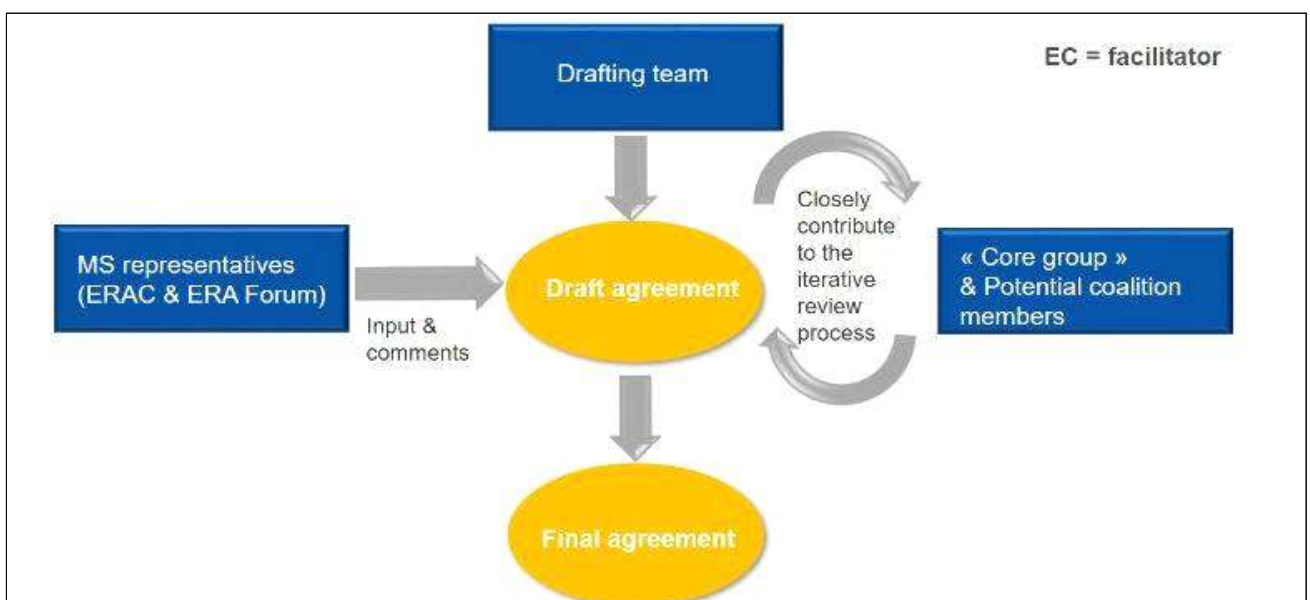 Drafting team
EC = facilitator
MS representatives
(ERAC & ERA Forum)
Input &
comments
Draft agreement
Closely
contribute
to the
iterative
review
process
« Core group »
& Potential coalition
members
Final agreement